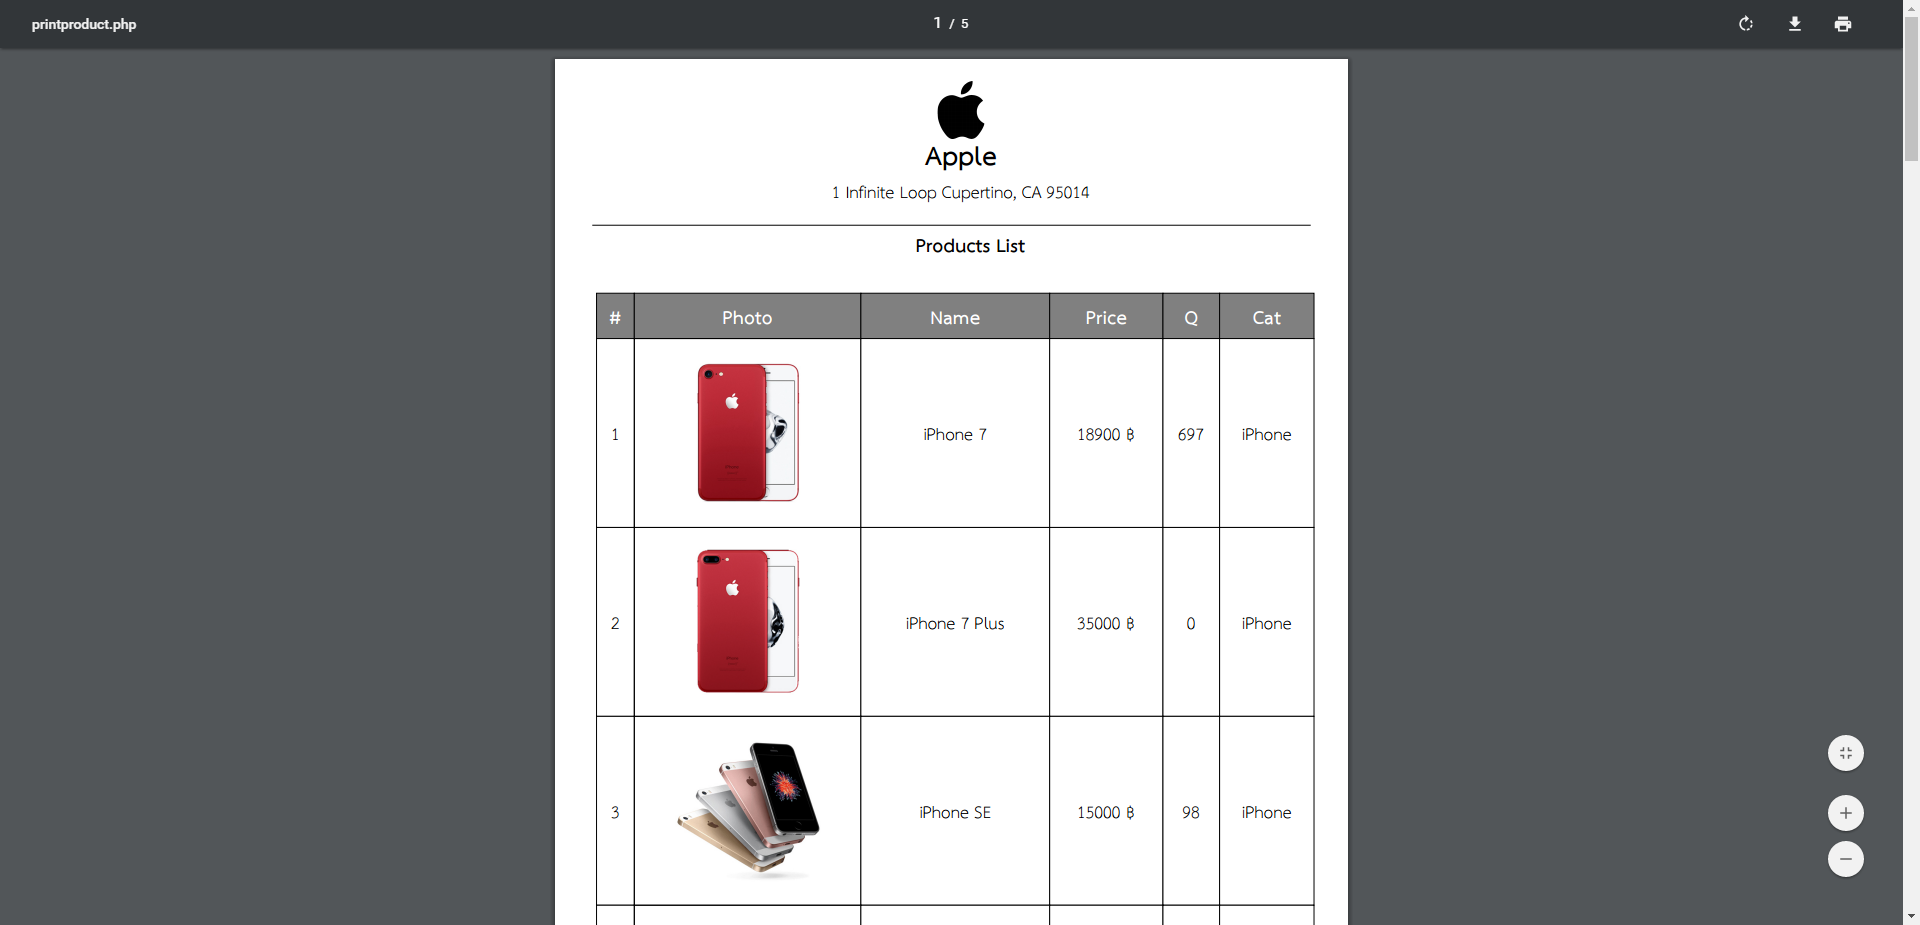 printproduct.php
1 / 5
Apple
1 Infinite Loop Cupertino, CA 95014
Products List
# Photo Name Price Q Cat
1 iPhone 7 18900 ฿ 697 iPhone
2 iPhone 7 Plus 35000 ฿ 0 iPhone
3 iPhone SE 15000 ฿ 98 iPhone